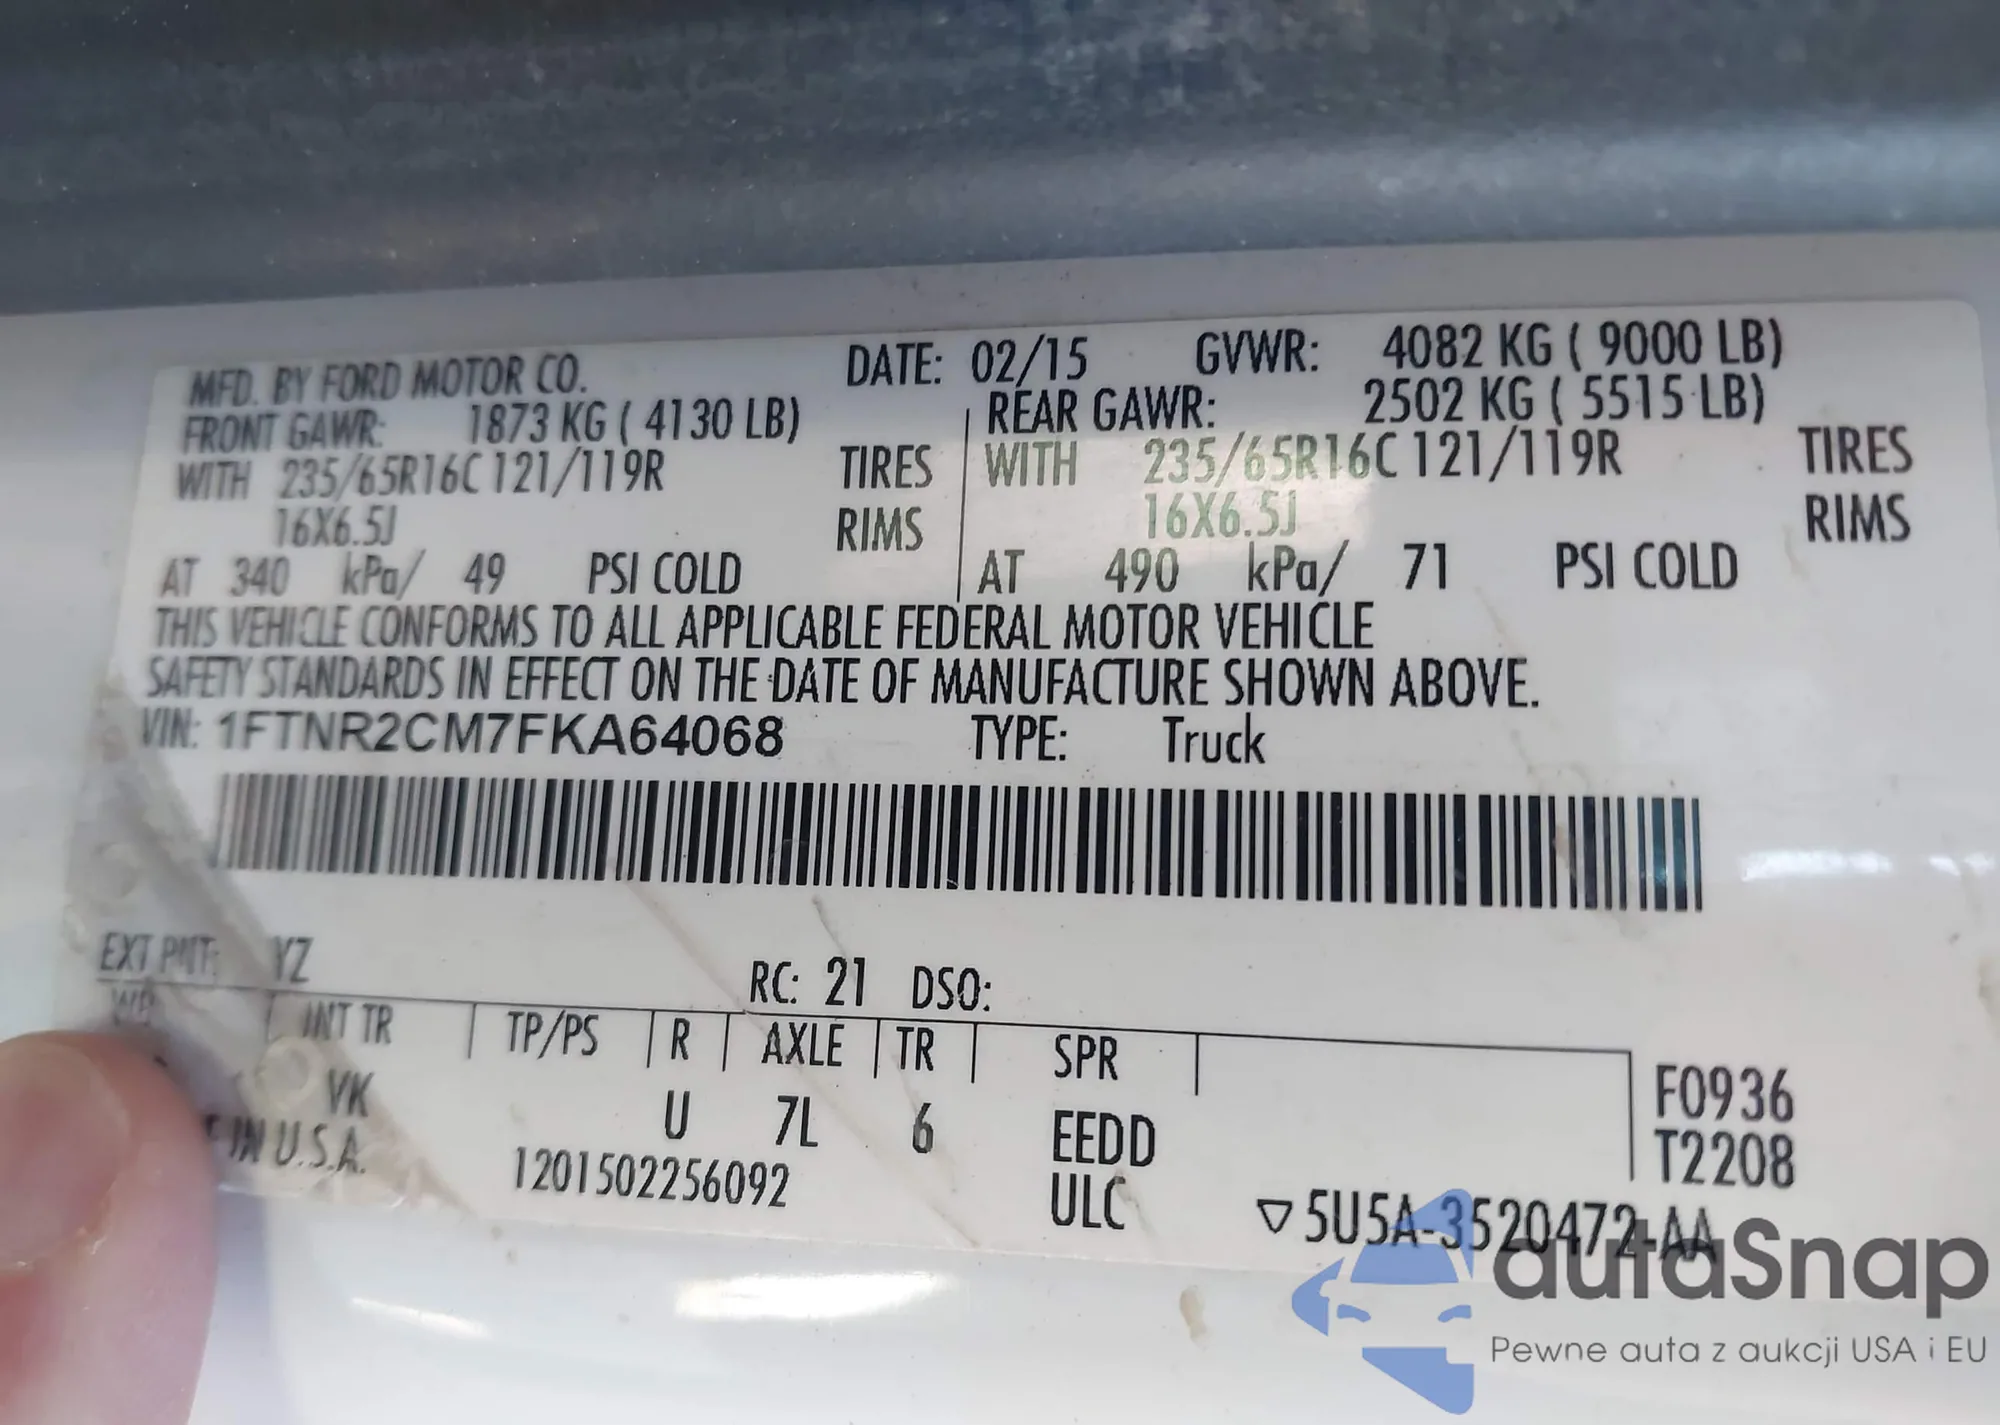 MFD. BY FORD MOTOR CO. DATE: 02/15 GVWR: 4082 KG ( 9000 LB)
FRONT GAWR: 1873 KG ( 4130 LB) REAR GAWR: 2502 KG ( 5515 LB)
WITH 235/65R16C 121/119R TIRES WITH 235/65R16C 121/119R TIRES
16X6.5J RIMS 16X6.5J RIMS
AT 340 kPa/ 49 PSI COLD AT 490 kPa/ 71 PSI COLD
THIS VEHICLE CONFORMS TO ALL APPLICABLE FEDERAL MOTOR VEHICLE
SAFETY STANDARDS IN EFFECT ON THE DATE OF MANUFACTURE SHOWN ABOVE.
VIN: 1FTNR2CM7FKA64068 TYPE: Truck
EXT PNT: YZ RC: 21 DSO:
WB INT TR TP/PS R AXLE TR SPR
VK U 7L 6 EEDD F0936
IN U.S.A. 1201502256092 ULC T2208
▽5U5A-3520472-AA
autaSnap
Pewne auta z aukcji USA i EU